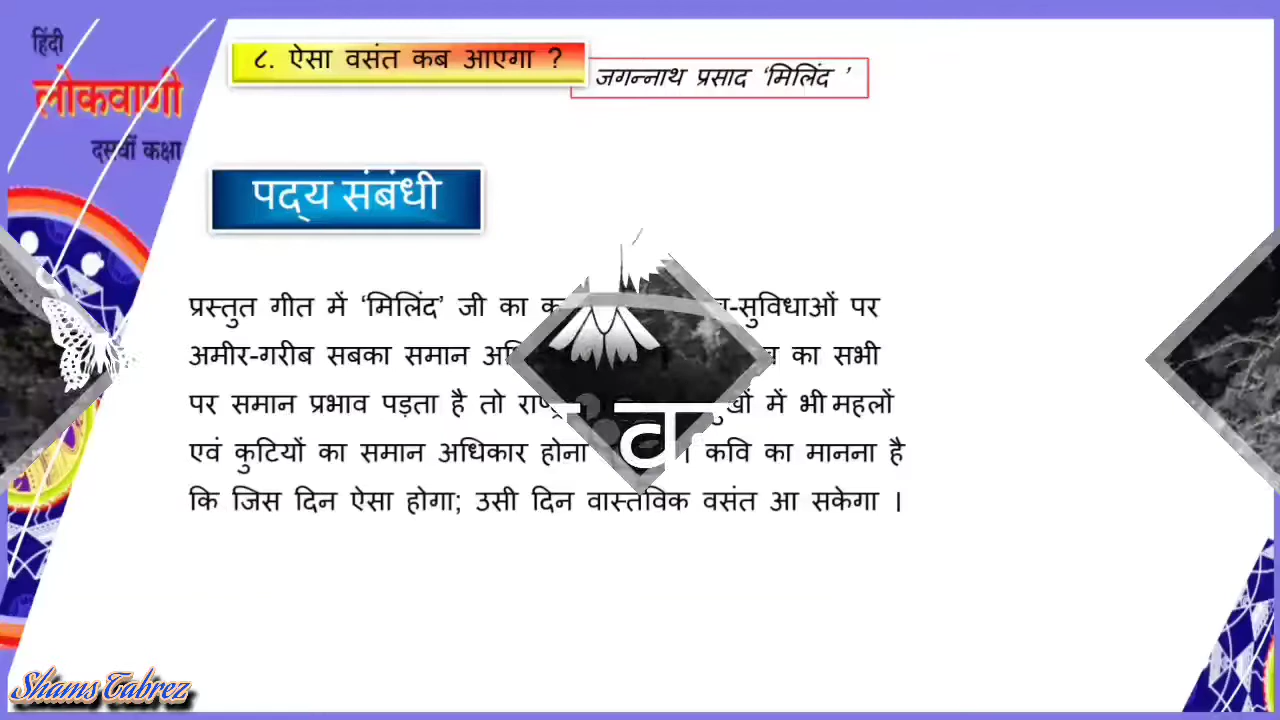 हिंदी
लोकवाणी
दसवीं कक्षा
८. ऐसा वसंत कब आएगा ?
जगन्नाथ प्रसाद ‘मिलिंद ’
पद्य संबंधी
प्रस्तुत गीत में ‘मिलिंद’ जी का सुविधाओं पर
अमीर-गरीब सबका समान का सभी
पर समान प्रभाव पड़ता है तो में भी महलों
एवं कुटियों का समान अधिकार होना । कवि का मानना है
कि जिस दिन ऐसा होगा; उसी दिन वास्तविक वसंत आ सकेगा ।
व
Shams Tabrez